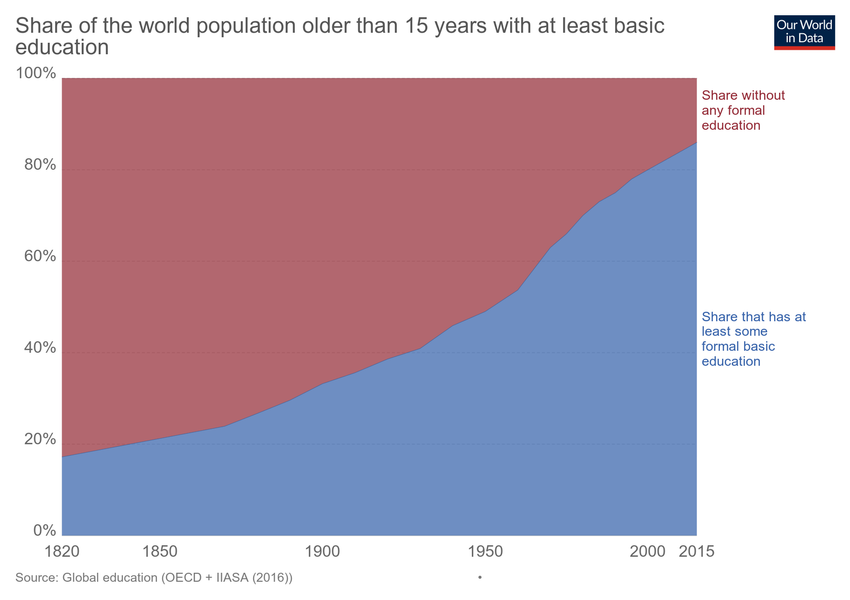 Share of the world population older than 15 years with at least basic
education
Our World
in Data
100%
Share without
any formal
education
80%
60%
Share that has at
least some
formal basic
education
40%
20%
0%
1820 1850 1900 1950 2000 2015
Source: Global education (OECD + IIASA (2016))